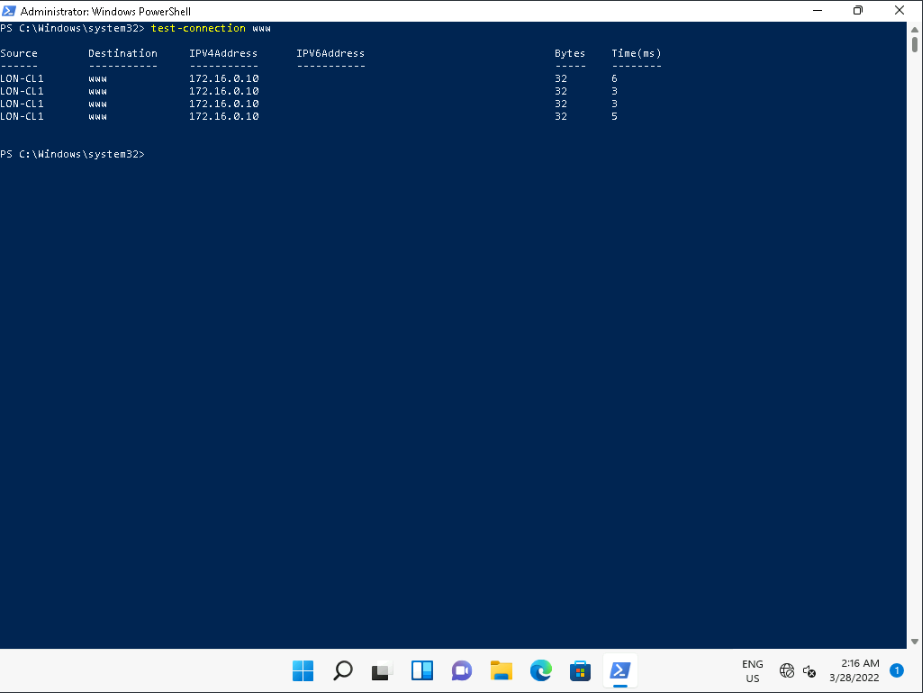 Administrator: Windows PowerShell
PS C:\Windows\system32> test-connection www
Source Destination IPV4Address IPV6Address Bytes Time(ms)
------ ----------- ----------- ----------- ----- --------
LON-CL1 www 172.16.0.10 32 6
LON-CL1 www 172.16.0.10 32 3
LON-CL1 www 172.16.0.10 32 3
LON-CL1 www 172.16.0.10 32 5
PS C:\Windows\system32>
ENG
US
2:16 AM
3/28/2022
1